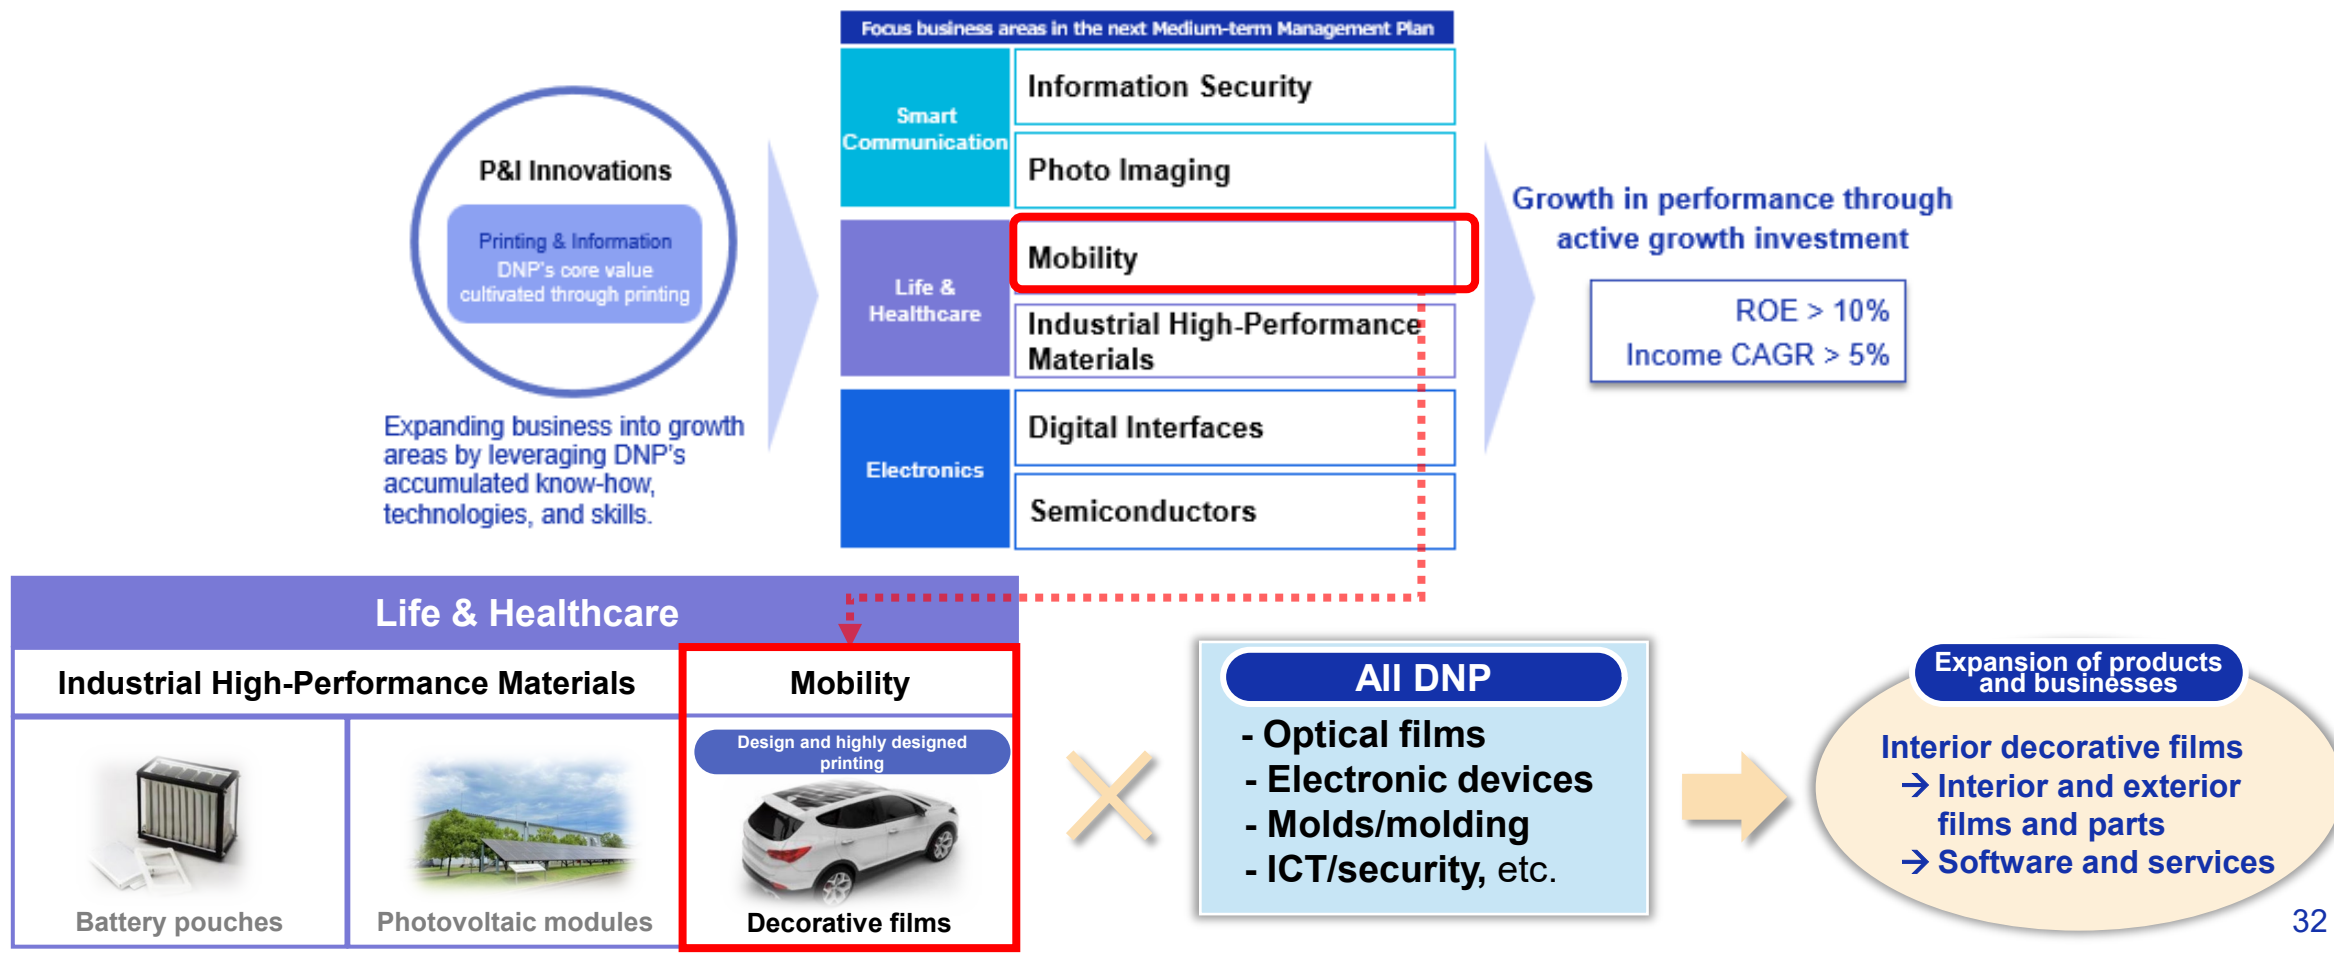 Focus business areas in the next Medium-term Management Plan
P&I Innovations
Printing & Information
DNP's core value
cultivated through printing
Expanding business into growth
areas by leveraging DNP's
accumulated know-how,
technologies, and skills.
Smart
Communication
Information Security
Photo Imaging
Life &
Healthcare
Mobility
Industrial High-Performance
Materials
Electronics
Digital Interfaces
Semiconductors
Growth in performance through
active growth investment
ROE > 10%
Income CAGR > 5%
Life & Healthcare
Industrial High-Performance Materials
Battery pouches
Photovoltaic modules
Mobility
Design and highly designed
printing
Decorative films
All DNP
- Optical films
- Electronic devices
- Molds/molding
- ICT/security, etc.
Expansion of products
and businesses
Interior decorative films
→ Interior and exterior
films and parts
→ Software and services
32